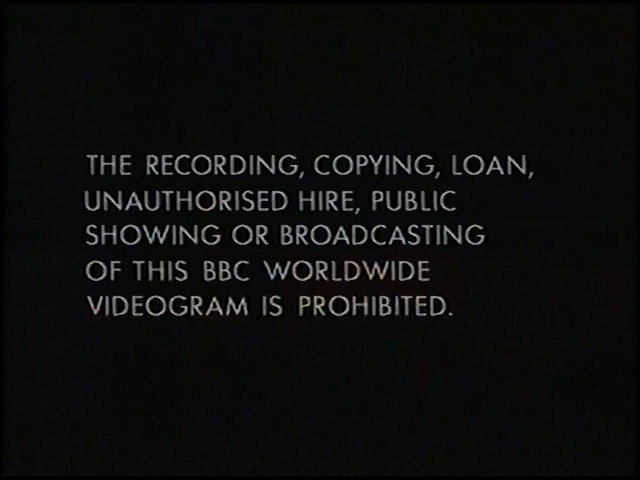 THE RECORDING, COPYING, LOAN,
UNAUTHORISED HIRE, PUBLIC
SHOWING OR BROADCASTING
OF THIS BBC WORLDWIDE
VIDEOGRAM IS PROHIBITED.